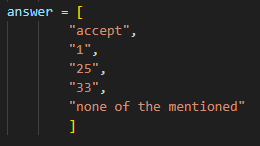 answer = [
"accept",
"1",
"25",
"33",
"none of the mentioned"
]